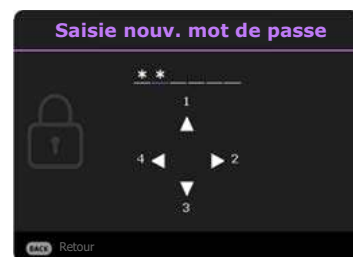 Saisie nouv. mot de passe
* * _ _ _ _
1
4 2
3
BACK Retour